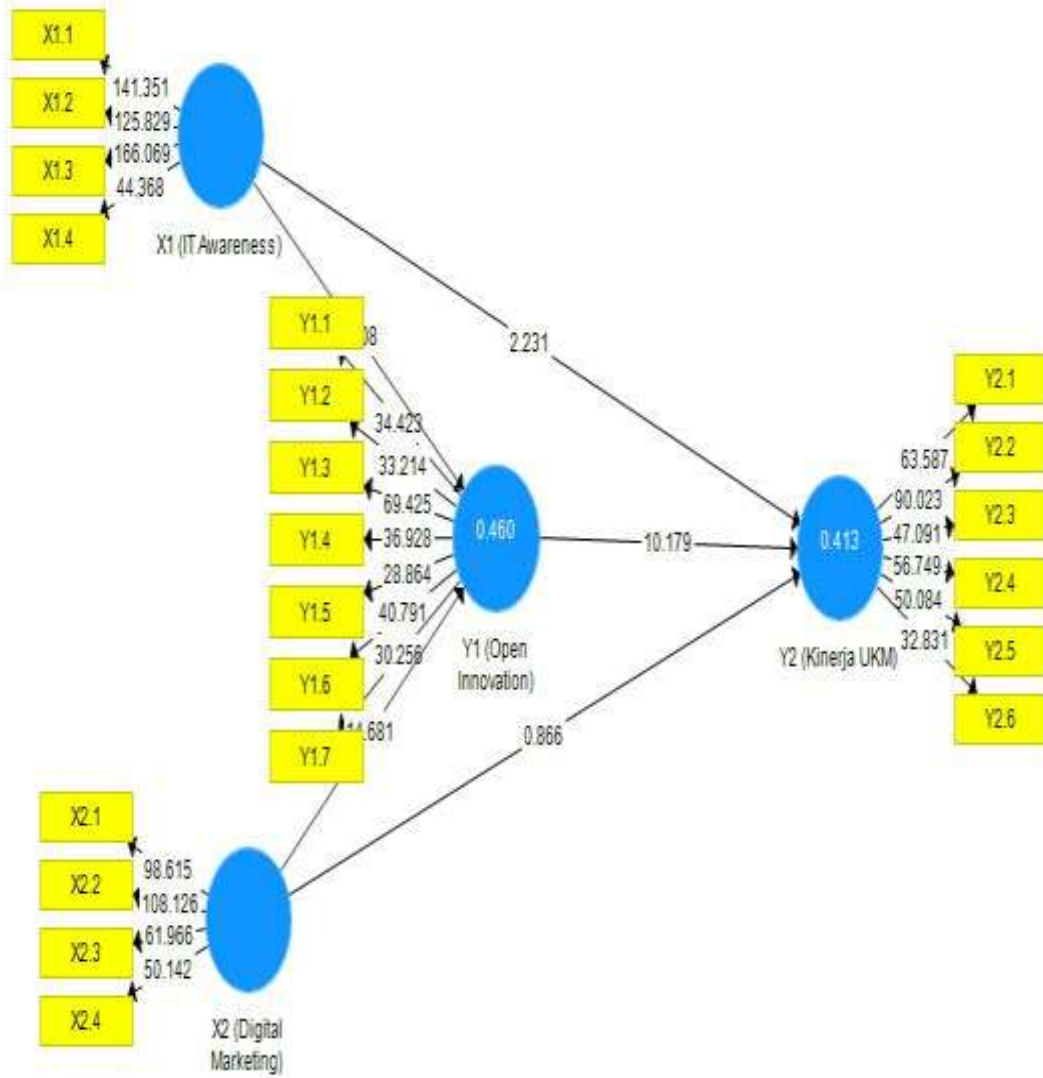 X1.1
X1.2
X1.3
X1.4
141.351
125.829
166.069
44.368
X1 (IT Awareness)
Y1.1
Y1.2
Y1.3
Y1.4
Y1.5
Y1.6
Y1.7
34.423
33.214
69.425
36.928
28.864
40.791
30.256
2.231
0.460
Y1 (Open
Innovation)
10.179
0.413
Y2 (Kinerja UKM)
63.587
90.023
47.091
56.749
50.084
32.831
Y2.1
Y2.2
Y2.3
Y2.4
Y2.5
Y2.6
0.866
X2.1
X2.2
X2.3
X2.4
98.615
108.126
61.966
50.142
X2 (Digital
Marketing)